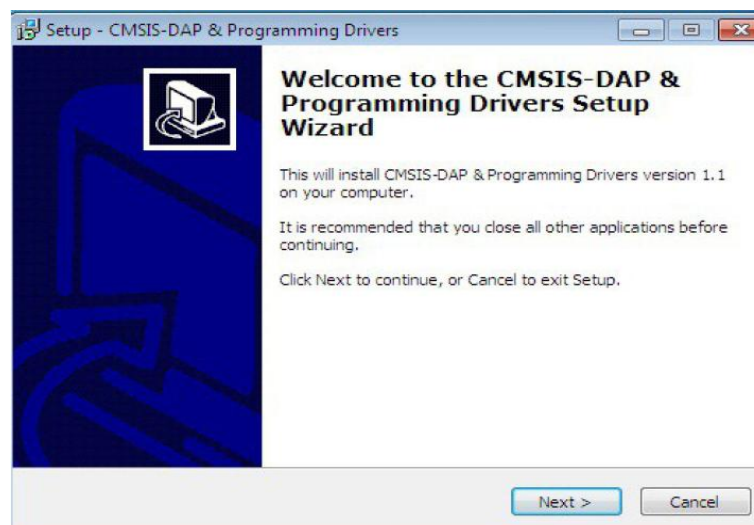 Setup - CMSIS-DAP & Programming Drivers
Welcome to the CMSIS-DAP &
Programming Drivers Setup
Wizard
This will install CMSIS-DAP & Programming Drivers version 1.1
on your computer.
It is recommended that you close all other applications before
continuing.
Click Next to continue, or Cancel to exit Setup.
Next >
Cancel